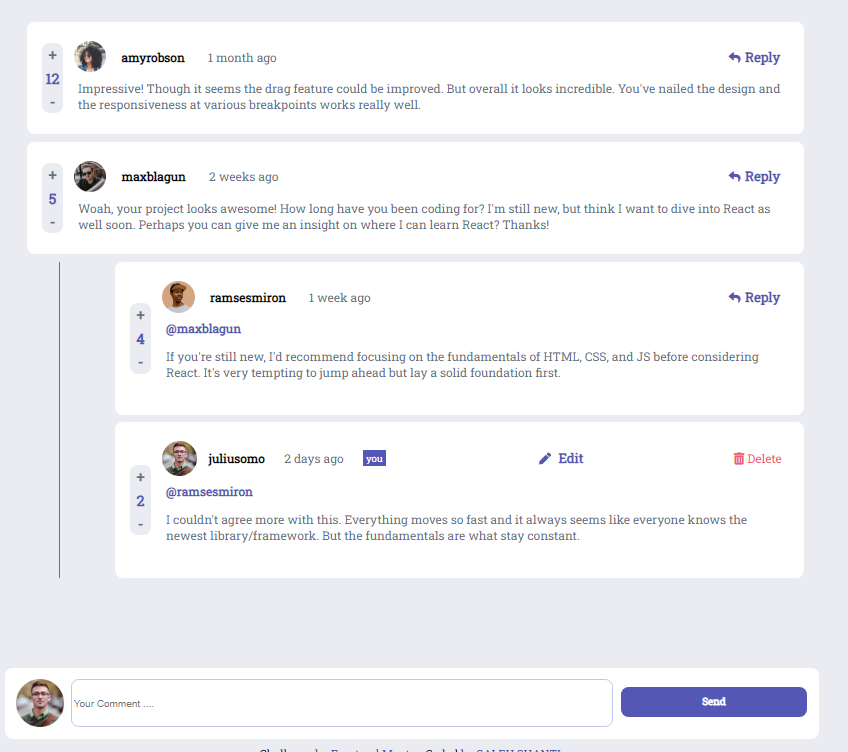 +
amyrobson 1 month ago Reply
12
-
Impressive! Though it seems the drag feature could be improved. But overall it looks incredible. You've nailed the design and
the responsiveness at various breakpoints works really well.
+
maxblagun 2 weeks ago Reply
5
-
Woah, your project looks awesome! How long have you been coding for? I'm still new, but think I want to dive into React as
well soon. Perhaps you can give me an insight on where I can learn React? Thanks!
ramsesmiron 1 week ago Reply
+
4
-
@maxblagun
If you're still new, I'd recommend focusing on the fundamentals of HTML, CSS, and JS before considering
React. It's very tempting to jump ahead but lay a solid foundation first.
juliusomo 2 days ago you Edit Delete
+
2
-
@ramsesmiron
I couldn't agree more with this. Everything moves so fast and it always seems like everyone knows the
newest library/framework. But the fundamentals are what stay constant.
Your Comment .... Send